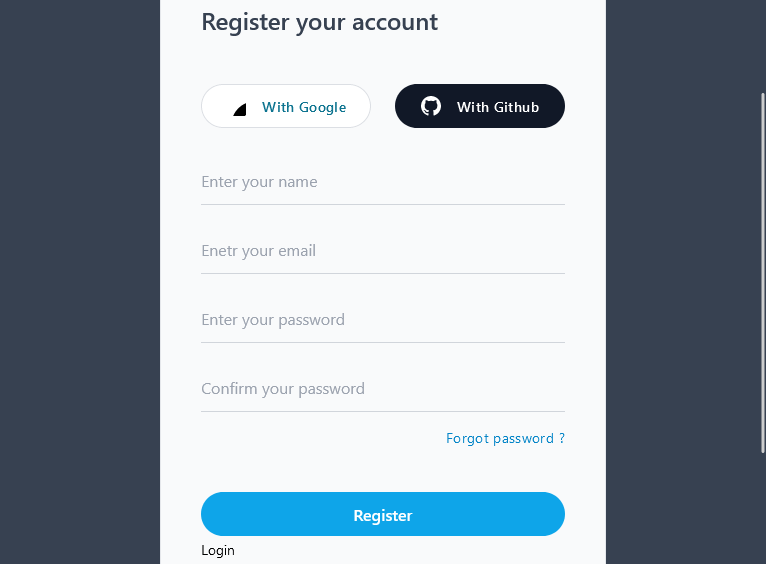 Register your account
With Google
With Github
Enter your name
Enetr your email
Enter your password
Confirm your password
Forgot password ?
Register
Login